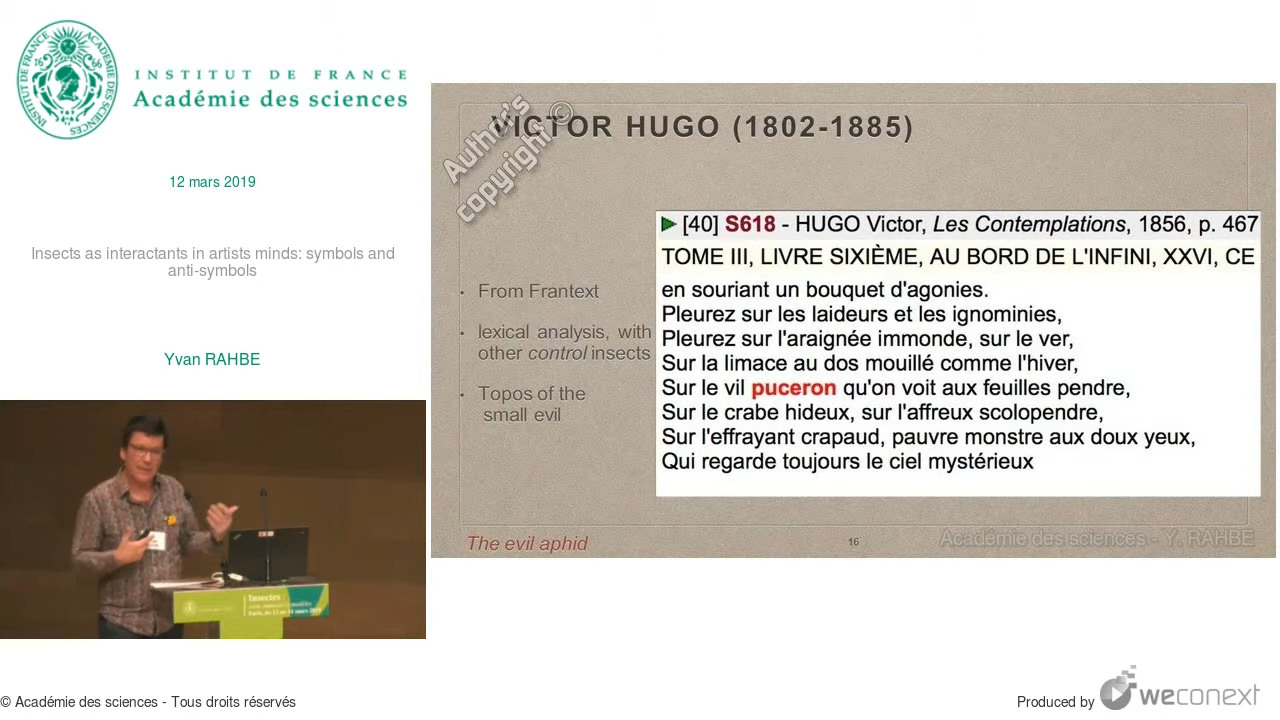 INSTITUT DE FRANCE
Académie des sciences
12 mars 2019
Insects as interactants in artists minds: symbols and
anti-symbols
Yvan RAHBE
Author's
copyright ©
VICTOR HUGO (1802-1885)
• From Frantext
• lexical analysis, with
other control insects
• Topos of the
small evil
[40] S618 - HUGO Victor, Les Contemplations, 1856, p. 467
TOME III, LIVRE SIXIÈME, AU BORD DE L'INFINI, XXVI, CE
en souriant un bouquet d'agonies.
Pleurez sur les laideurs et les ignominies,
Pleurez sur l'araignée immonde, sur le ver,
Sur la limace au dos mouillé comme l'hiver,
Sur le vil puceron qu'on voit aux feuilles pendre,
Sur le crabe hideux, sur l'affreux scolopendre,
Sur l'effrayant crapaud, pauvre monstre aux doux yeux,
Qui regarde toujours le ciel mystérieux
The evil aphid
16
Académie des sciences - Y. RAHBE
Insectes
© Académie des sciences - Tous droits réservés
Produced by weconext